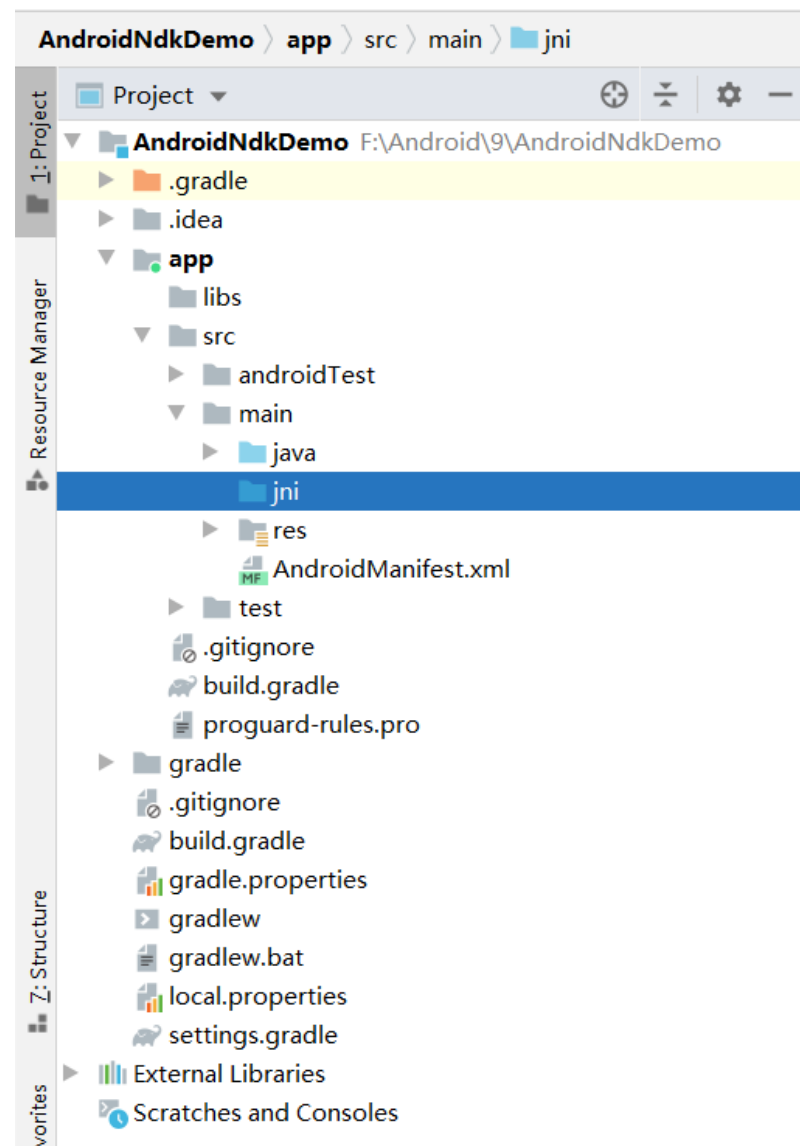 AndroidNdkDemo 〉 app 〉 src 〉 main 〉 jni
Project
AndroidNdkDemo F:\Android\9\AndroidNdkDemo
.gradle
.idea
app
libs
src
androidTest
main
java
jni
res
MF AndroidManifest.xml
test
.gitignore
build.gradle
proguard-rules.pro
gradle
.gitignore
build.gradle
gradle.properties
gradlew
gradlew.bat
local.properties
settings.gradle
External Libraries
Scratches and Consoles
1: Project
Resource Manager
7: Structure
vorites